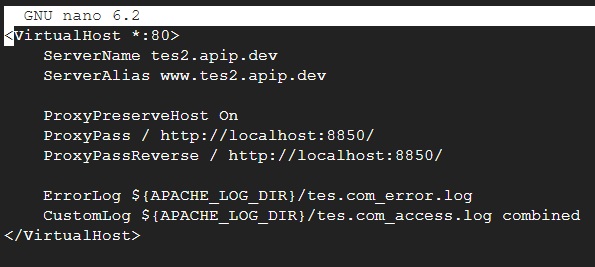 GNU nano 6.2
<VirtualHost *:80>
    ServerName tes2.apip.dev
    ServerAlias www.tes2.apip.dev

    ProxyPreserveHost On
    ProxyPass / http://localhost:8850/
    ProxyPassReverse / http://localhost:8850/

    ErrorLog ${APACHE_LOG_DIR}/tes.com_error.log
    CustomLog ${APACHE_LOG_DIR}/tes.com_access.log combined
</VirtualHost>